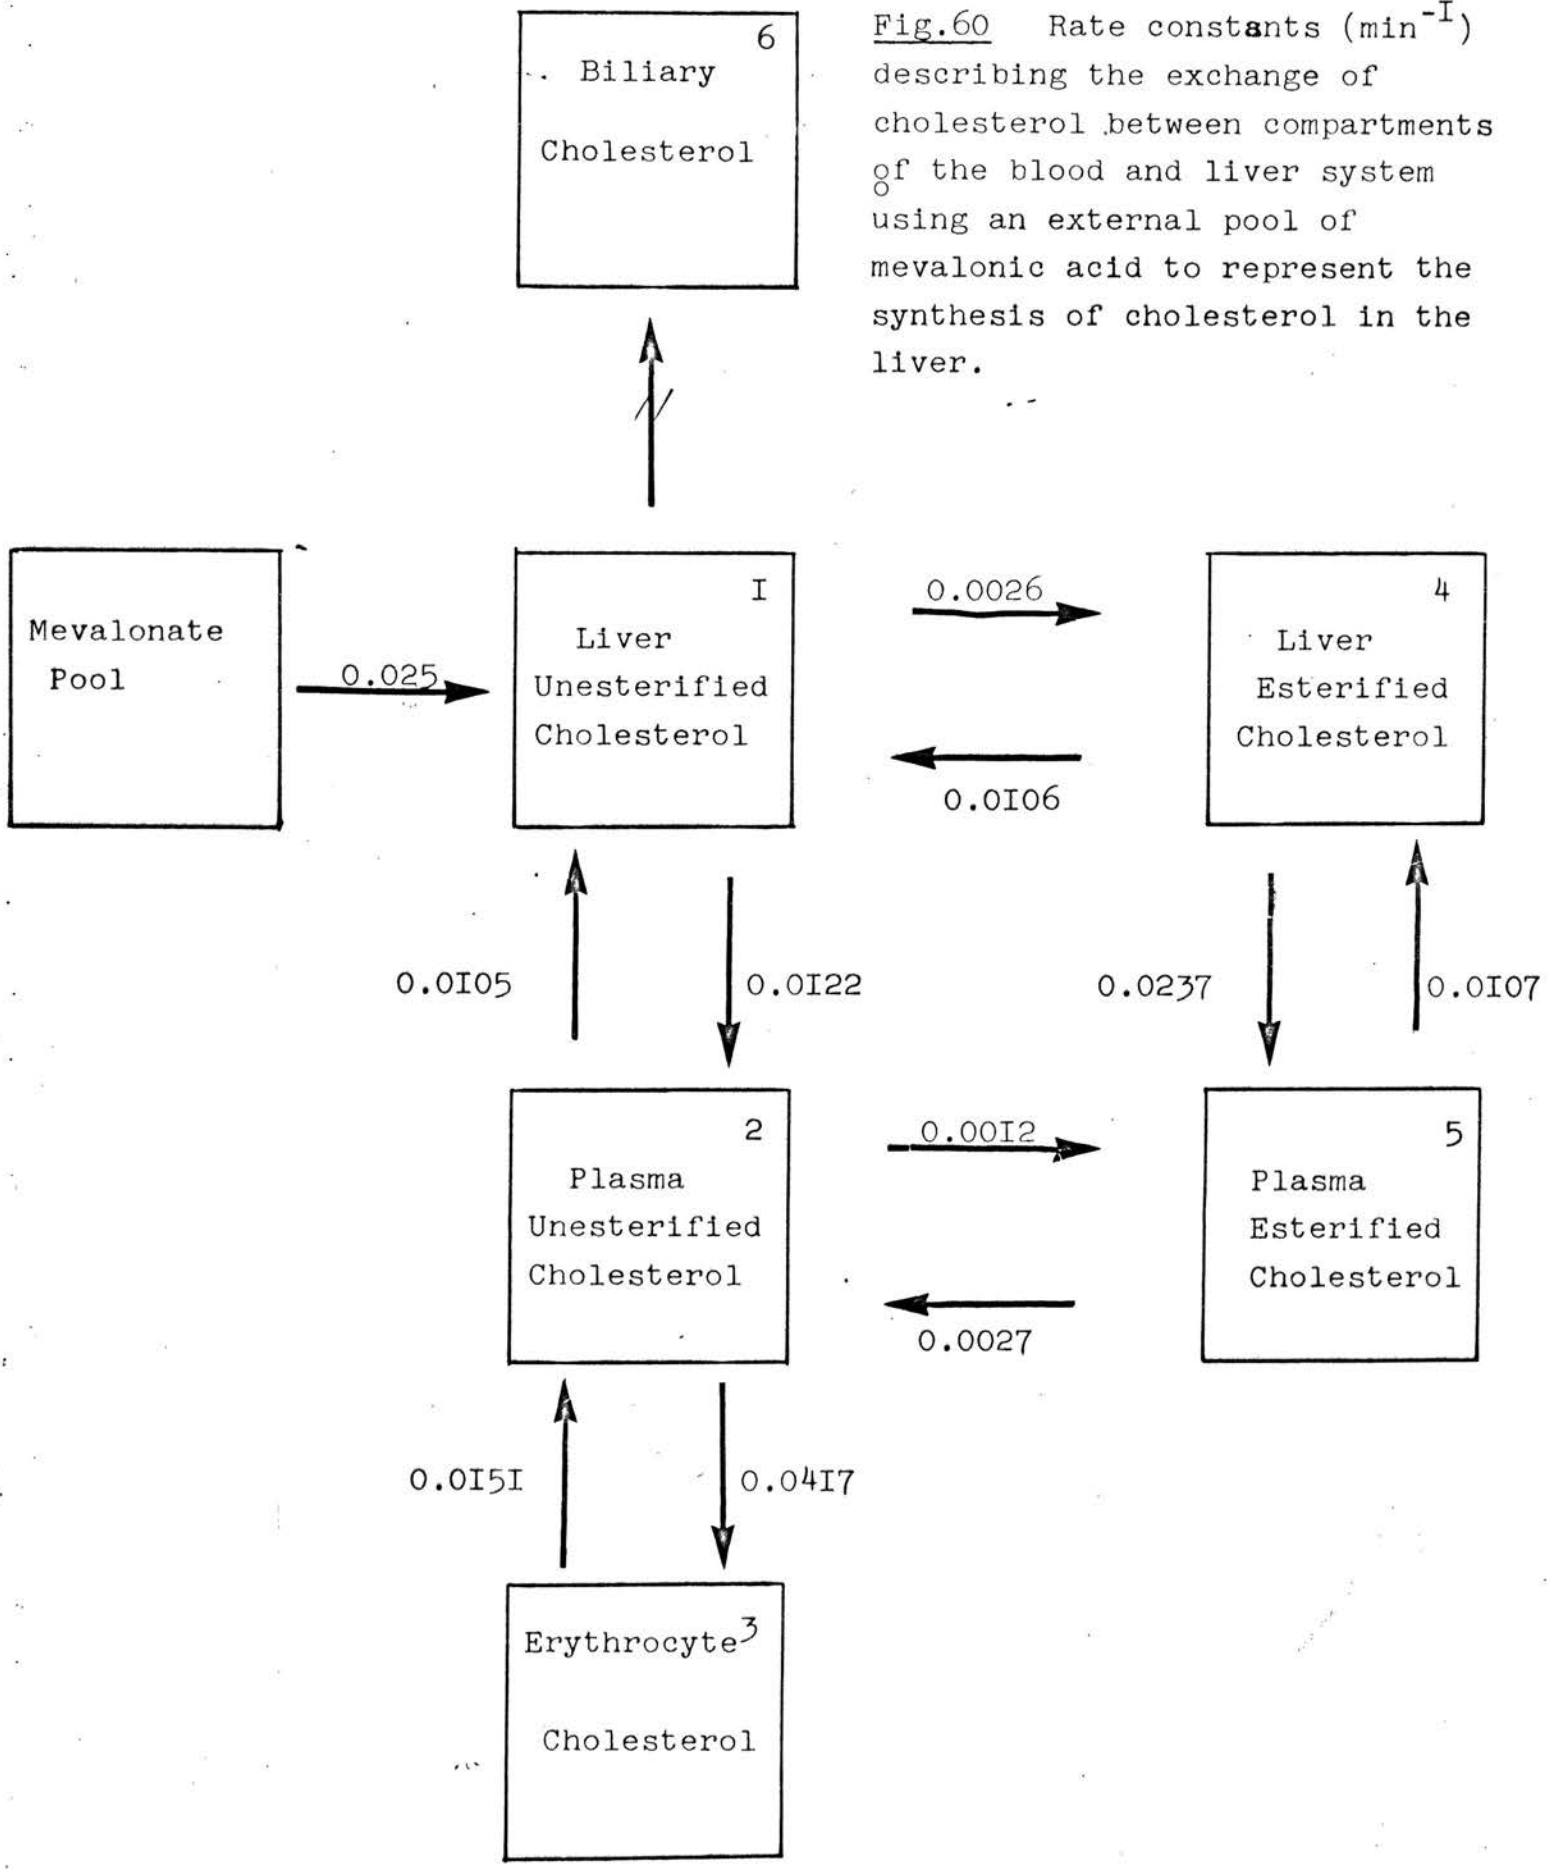 6
Biliary
Cholesterol
Fig.60 Rate constants (min⁻I)
describing the exchange of
cholesterol between compartments
of the blood and liver system
using an external pool of
mevalonic acid to represent the
synthesis of cholesterol in the
liver.
Mevalonate
Pool
0.025
I
Liver
Unesterified
Cholesterol
0.0026
0.0I06
4
Liver
Esterified
Cholesterol
0.0I05
0.0I22
0.0237
0.0I07
2
Plasma
Unesterified
Cholesterol
0.00I2
0.0027
5
Plasma
Esterified
Cholesterol
0.0I5I
0.04I7
Erythrocyte 3
Cholesterol